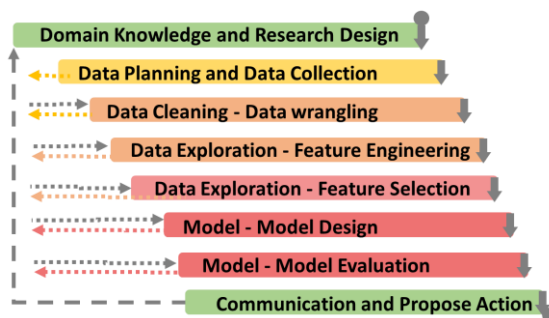 Domain Knowledge and Research Design
Data Planning and Data Collection
Data Cleaning - Data wrangling
Data Exploration - Feature Engineering
Data Exploration - Feature Selection
Model - Model Design
Model - Model Evaluation
Communication and Propose Action